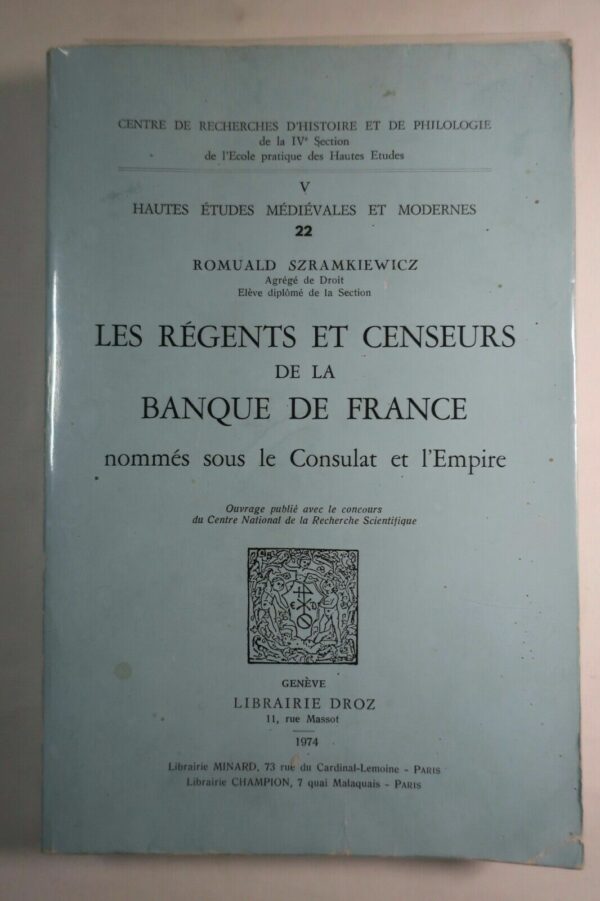 CENTRE DE RECHERCHES D'HISTOIRE ET DE PHILOLOGIE
de la IVe Section
de l'Ecole pratique des Hautes Etudes
V
HAUTES ÉTUDES MÉDIÉVALES ET MODERNES
22
ROMUALD SZRAMKIEWICZ
Agrégé de Droit
Elève diplômé de la Section
LES RÉGENTS ET CENSEURS
DE LA
BANQUE DE FRANCE
nommés sous le Consulat et l'Empire
Ouvrage publié avec le concours
du Centre National de la Recherche Scientifique
GENÈVE
LIBRAIRIE DROZ
11, rue Massot
1974
Librairie MINARD, 73 rue du Cardinal-Lemoine - PARIS
Librairie CHAMPION, 7 quai Malaquais - PARIS